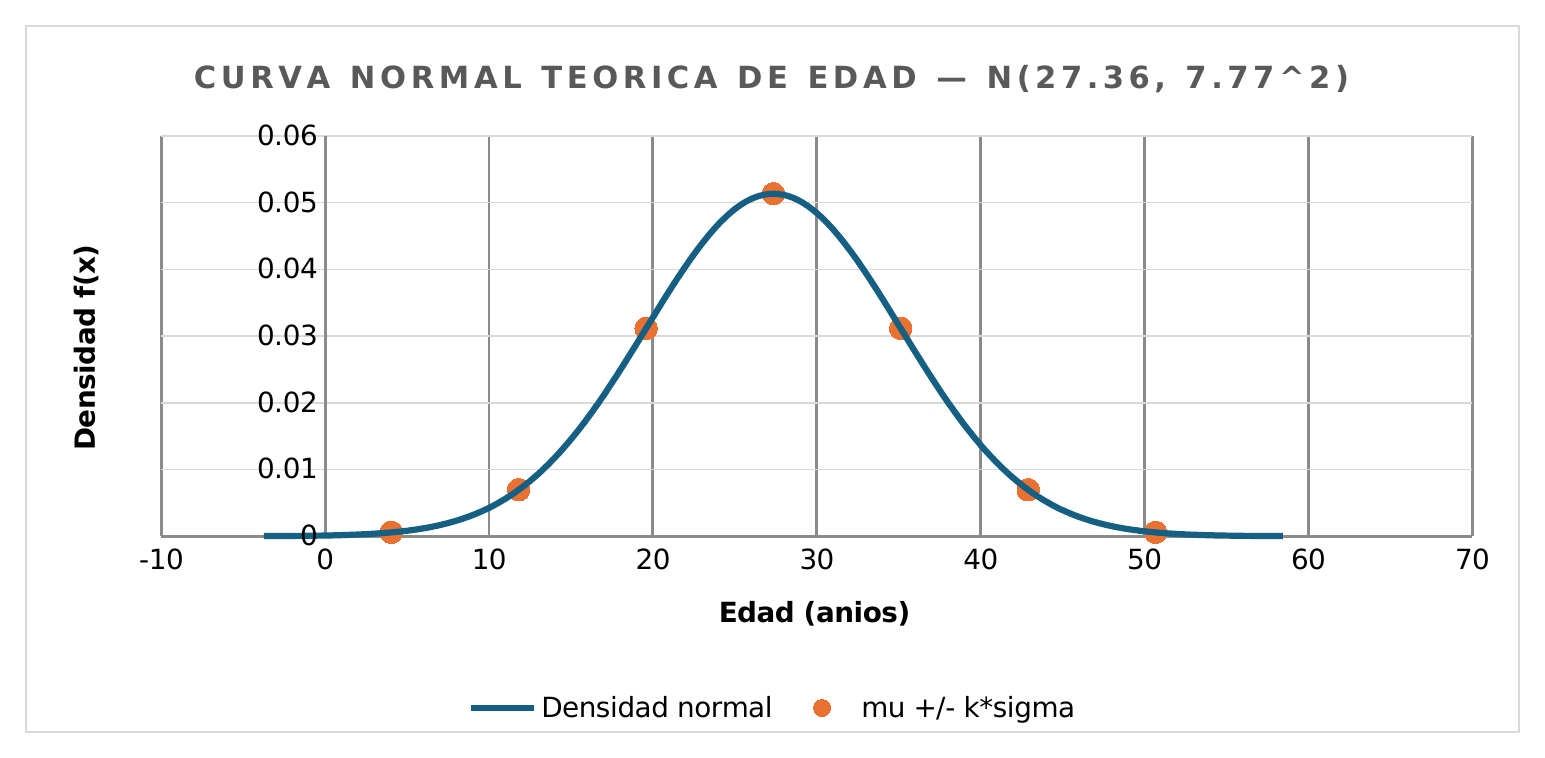 CURVA NORMAL TEORICA DE EDAD — N(27.36, 7.77^2)
0.06
0.05
0.04
0.03
0.02
0.01
0
Densidad f(x)
-10 0 10 20 30 40 50 60 70
Edad (anios)
Densidad normal mu +/- k*sigma